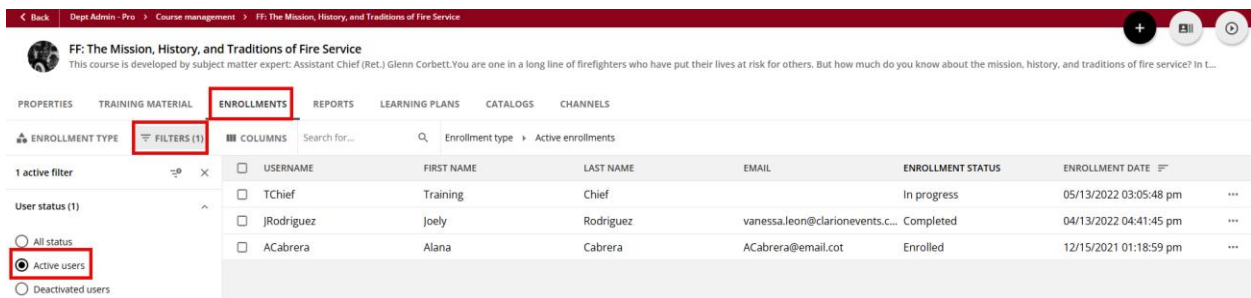 Back Dept Admin - Pro > Course management > FF: The Mission, History, and Traditions of Fire Service
FF: The Mission, History, and Traditions of Fire Service
This course is developed by subject matter expert: Assistant Chief (Ret.) Glenn Corbett.You are one in a long line of firefighters who have put their lives at risk for others. But how much do you know about the mission, history, and traditions of fire service? In t...
PROPERTIES TRAINING MATERIAL ENROLLMENTS REPORTS LEARNING PLANS CATALOGS CHANNELS
ENROLLMENT TYPE FILTERS (1) COLUMNS Search for... Enrollment type Active enrollments
1 active filter USERNAME FIRST NAME LAST NAME EMAIL ENROLLMENT STATUS ENROLLMENT DATE
TChief Training Chief In progress 05/13/2022 03:05:48 pm ...
User status (1)
JRodriguez Joely Rodriguez vanessa.leon@clarionevents.c... Completed 04/13/2022 04:41:45 pm ...
All status
ACabrera Alana Cabrera ACabrera@email.cot Enrolled 12/15/2021 01:18:59 pm ...
Active users
Deactivated users